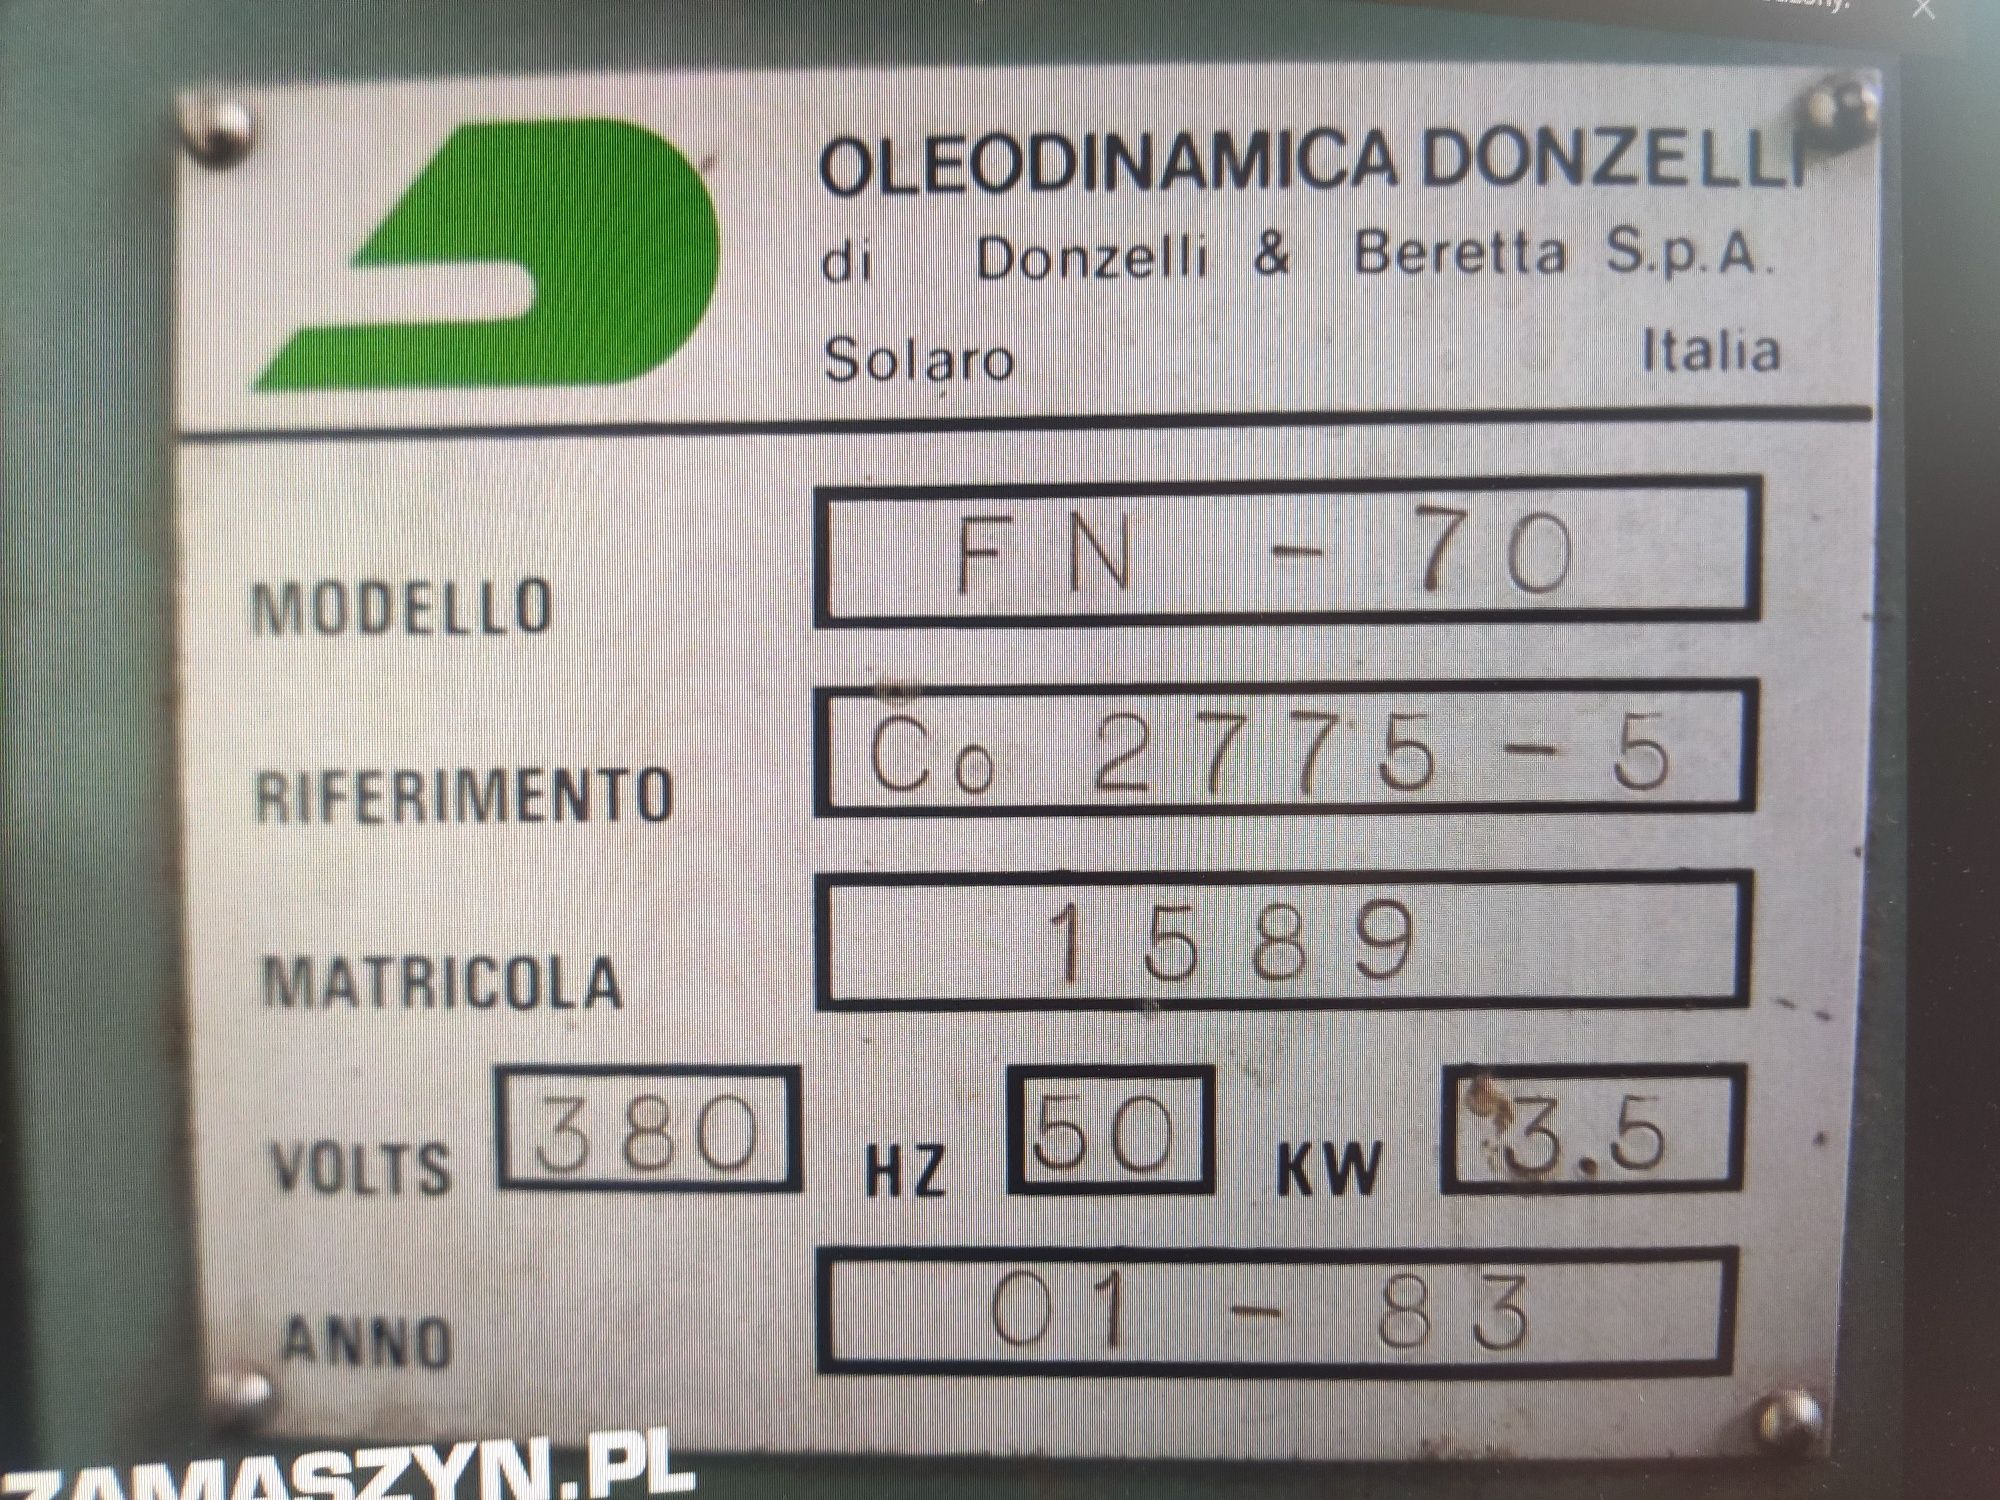 OLEODINAMICA DONZELLI
di Donzelli & Beretta S.p.A.
Solaro Italia
MODELLO FN - 70
RIFERIMENTO Co 2775-5
MATRICOLA 1589
VOLTS 380 HZ 50 KW 3.5
ANNO 01 - 83
ZAMASZYN.PL